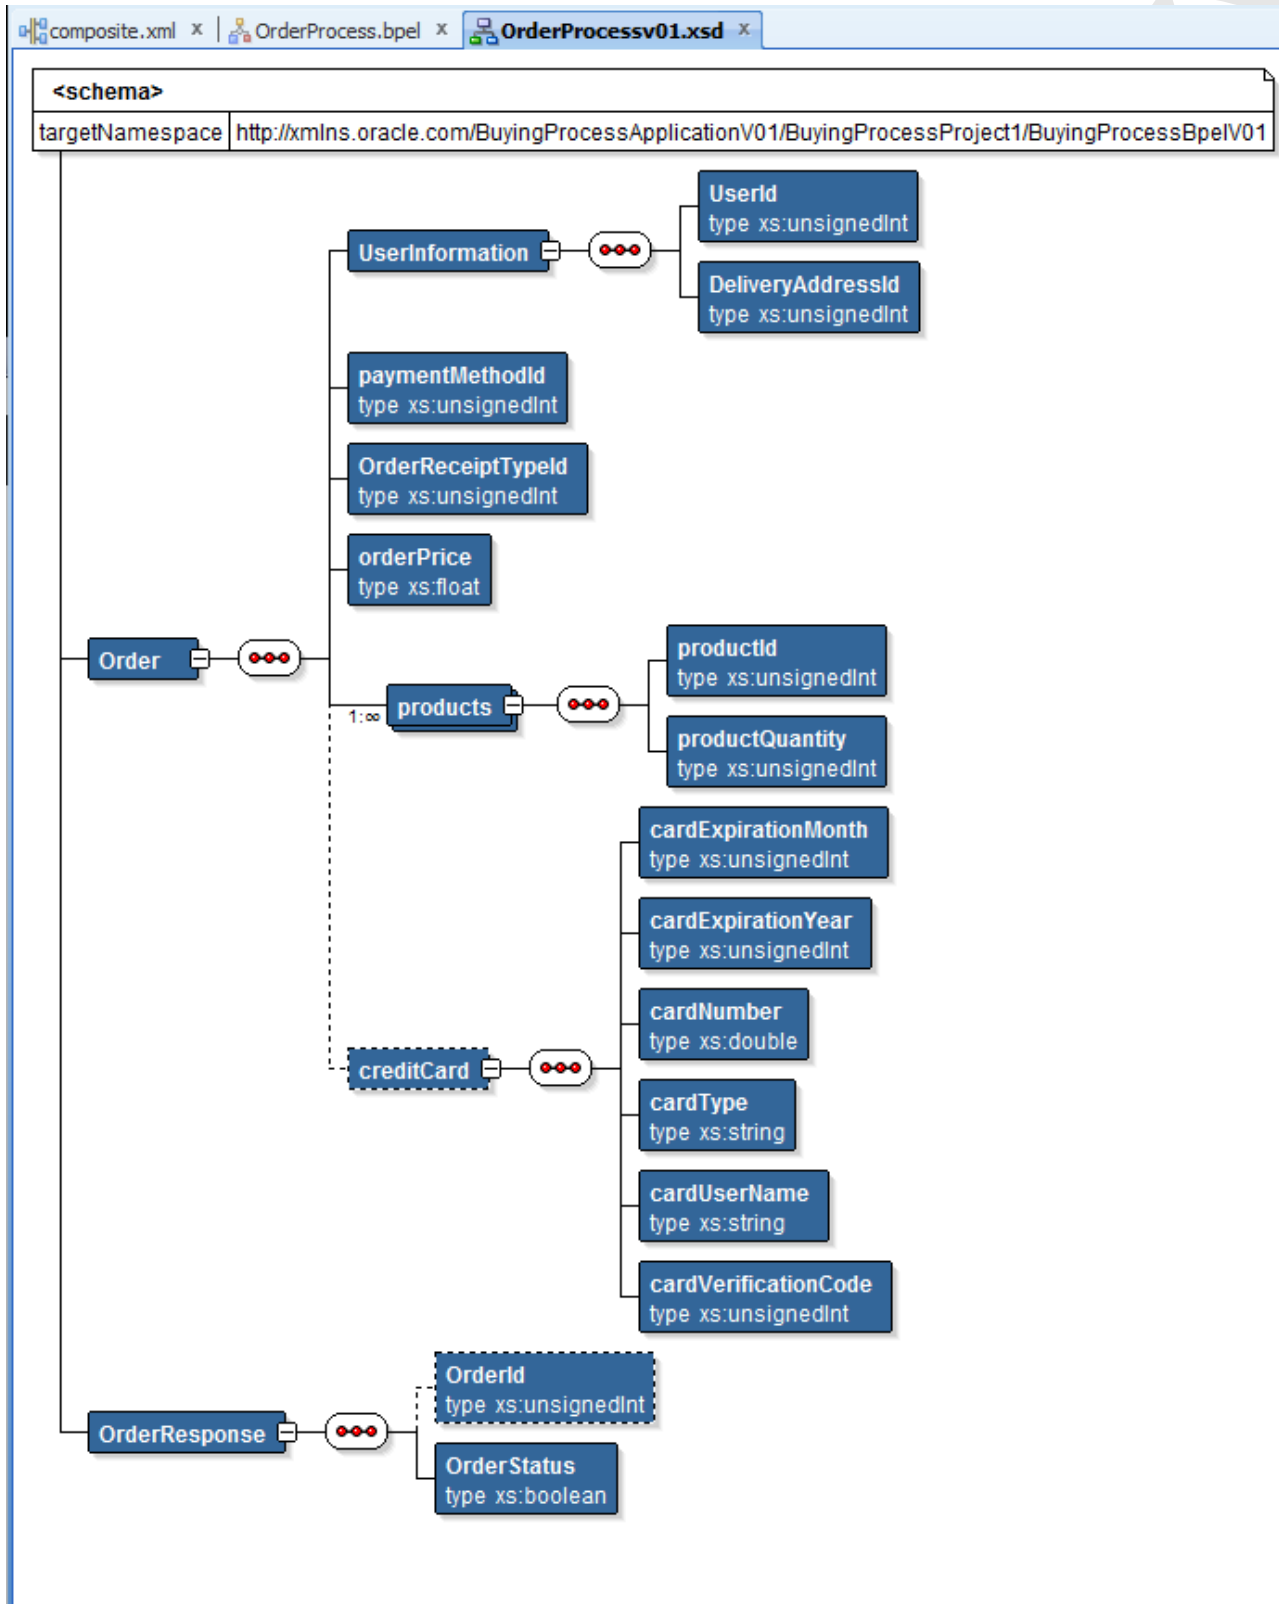 composite.xml x OrderProcess.bpel x OrderProcessv01.xsd x
<schema>
targetNamespace http://xmlns.oracle.com/BuyingProcessApplicationV01/BuyingProcessProject1/BuyingProcessBpelV01
UserId
type xs:unsignedInt
UserInformation
DeliveryAddressId
type xs:unsignedInt
paymentMethodId
type xs:unsignedInt
OrderReceiptTypeId
type xs:unsignedInt
orderPrice
type xs:float
Order
productId
type xs:unsignedInt
1:∞ products
productQuantity
type xs:unsignedInt
cardExpirationMonth
type xs:unsignedInt
cardExpirationYear
type xs:unsignedInt
cardNumber
type xs:double
creditCard
cardType
type xs:string
cardUserName
type xs:string
cardVerificationCode
type xs:unsignedInt
OrderId
type xs:unsignedInt
OrderResponse
OrderStatus
type xs:boolean